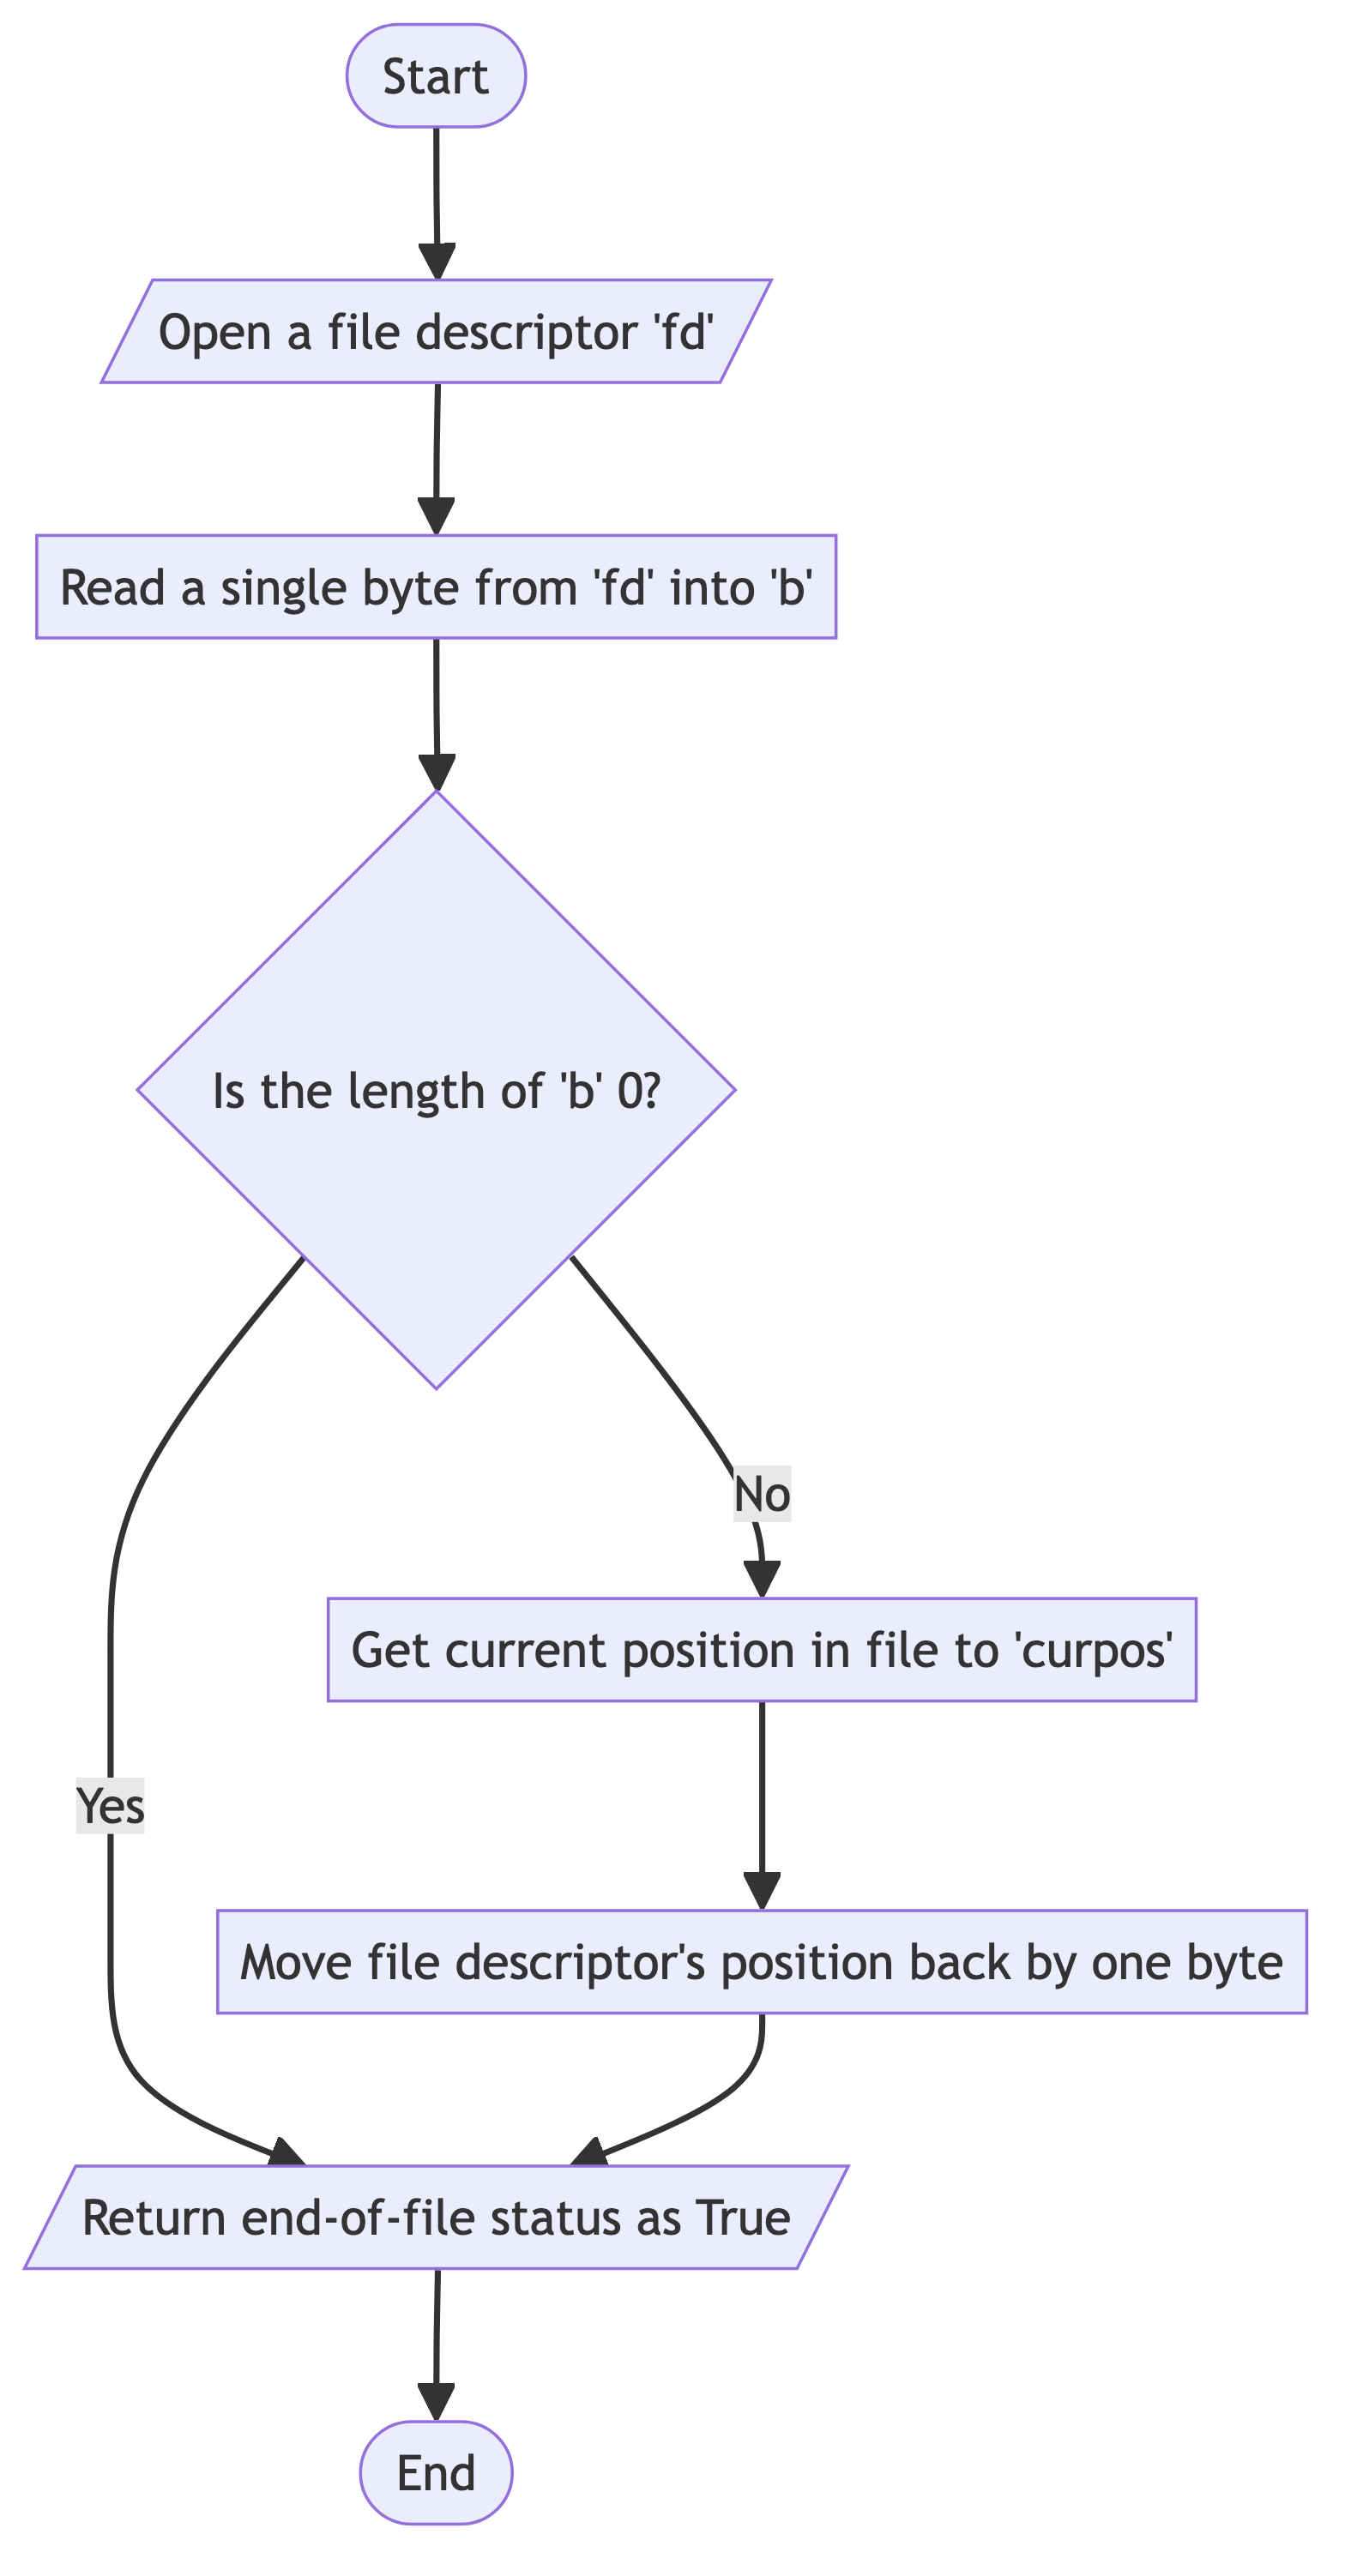 Start
Open a file descriptor 'fd'
Read a single byte from 'fd' into 'b'
Is the length of 'b' 0?
No
Get current position in file to 'curpos'
Yes
Move file descriptor's position back by one byte
Return end-of-file status as True
End